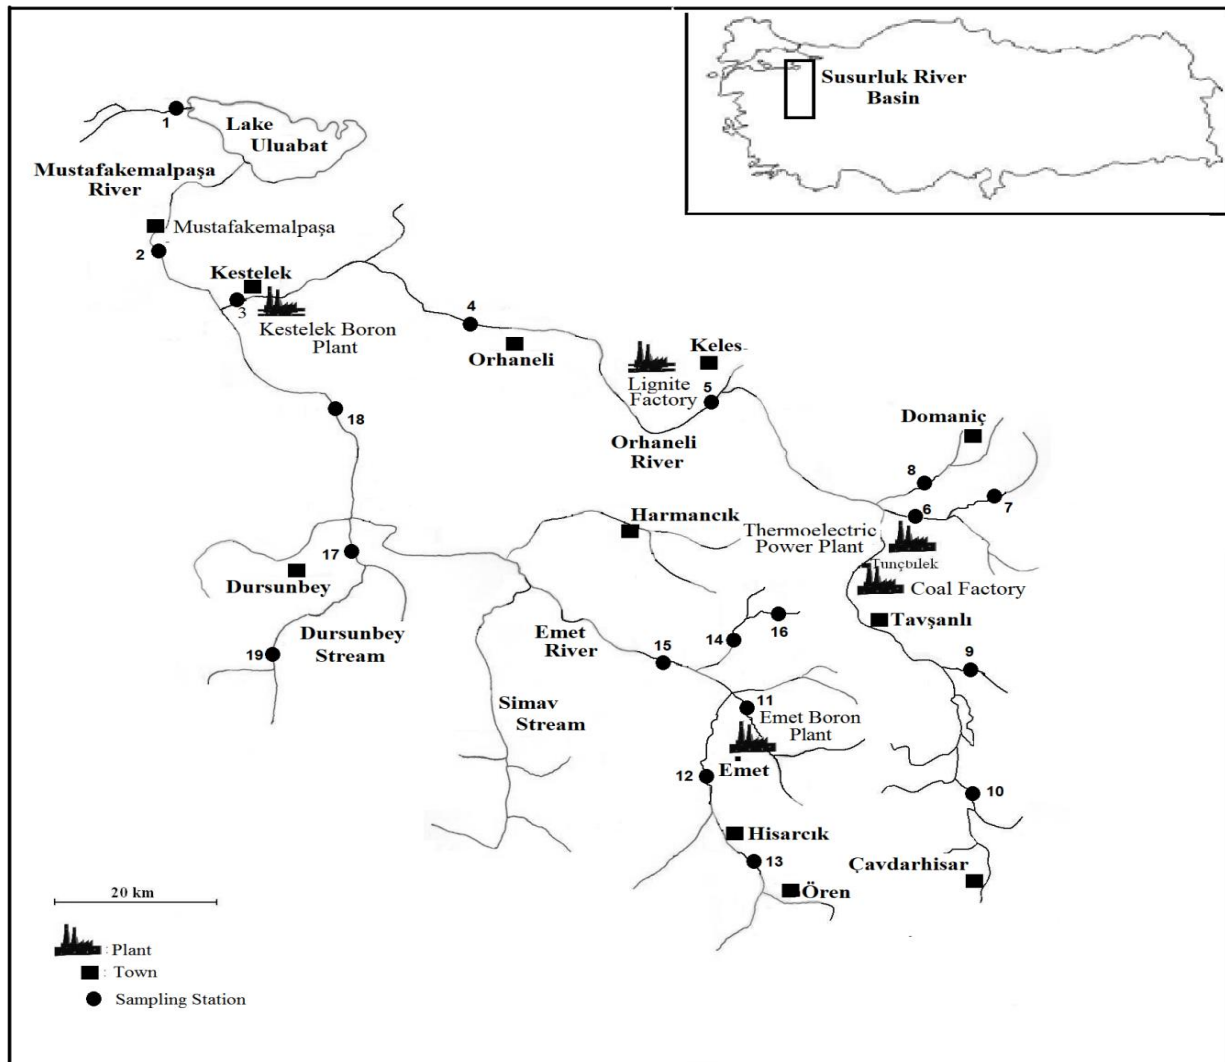 Susurluk River
Basin
1
Lake
Uluabat
Mustafakemalpaşa
River
Mustafakemalpaşa
2
Kestelek
3
Kestelek Boron
Plant
4
Orhaneli
Keles
Lignite
Factory
5
Orhaneli
River
Domaniç
8
7
6
18
Harmancık
Thermoelectric
Power Plant
Tunçbilek
Coal Factory
17
Dursunbey
Tavşanlı
Dursunbey
Stream
19
Emet
River
14
16
15
9
Simav
Stream
11
Emet Boron
Plant
Emet
12
10
Hisarcık
13
Çavdarhisar
Ören
20 km
: Plant
: Town
Sampling Station